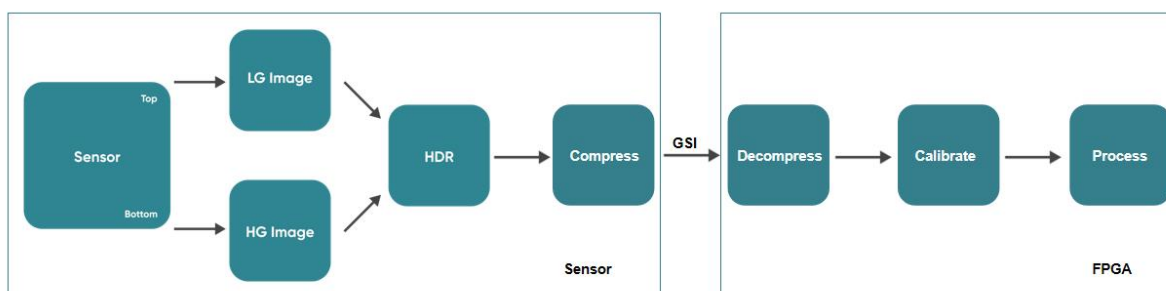 Sensor
Top
Bottom
LG Image
HG Image
HDR
Compress
Sensor
GSI
Decompress
Calibrate
Process
FPGA